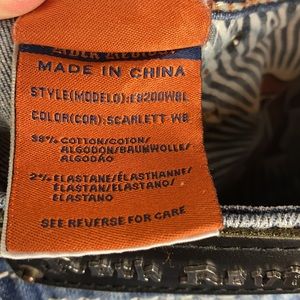 MADE IN CHINA
STYLE(MODELO):E8200WBL
COLOR(COR):SCARLETT WB
98% COTTON/COTON/
ALGODON/BAUMWOLLE/
ALGODÃO
2% ELASTANE/ÉLASTHANNE/
ELASTAN/ELASTANO/
ELASTANO
SEE REVERSE FOR CARE